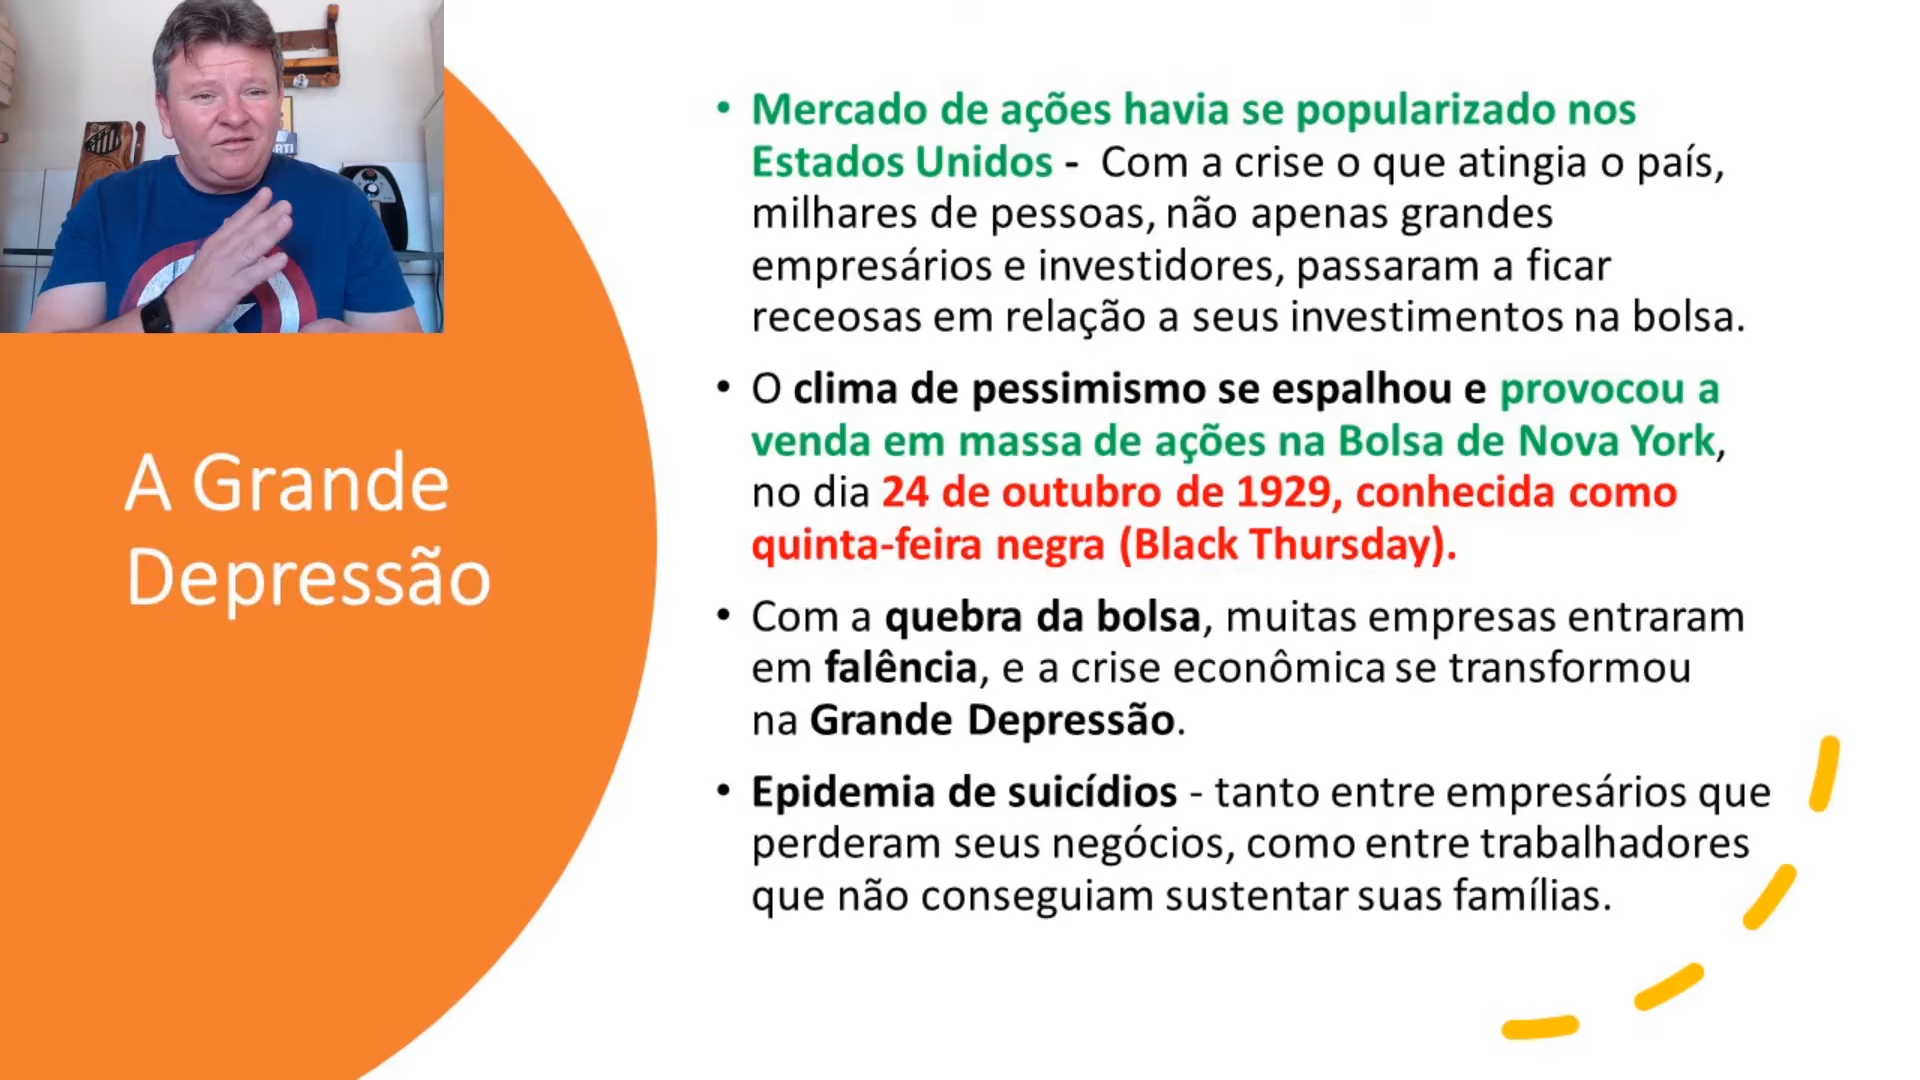 RTI
A Grande
Depressão
• Mercado de ações havia se popularizado nos
Estados Unidos - Com a crise o que atingia o país,
milhares de pessoas, não apenas grandes
empresários e investidores, passaram a ficar
receosas em relação a seus investimentos na bolsa.
• O clima de pessimismo se espalhou e provocou a
venda em massa de ações na Bolsa de Nova York,
no dia 24 de outubro de 1929, conhecida como
quinta-feira negra (Black Thursday).
• Com a quebra da bolsa, muitas empresas entraram
em falência, e a crise econômica se transformou
na Grande Depressão.
• Epidemia de suicídios - tanto entre empresários que
perderam seus negócios, como entre trabalhadores
que não conseguiam sustentar suas famílias.